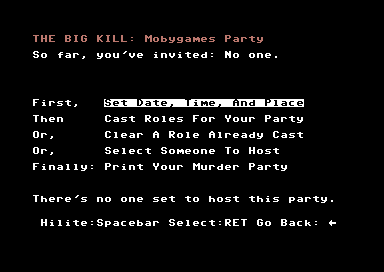 THE BIG KILL: Mobygames Party
So far, you've invited: No one.
First, Set Date, Time, And Place
Then Cast Roles For Your Party
Or, Clear A Role Already Cast
Or, Select Someone To Host
Finally: Print Your Murder Party
There's no one set to host this party.
Hilite:Spacebar Select:RET Go Back: ←